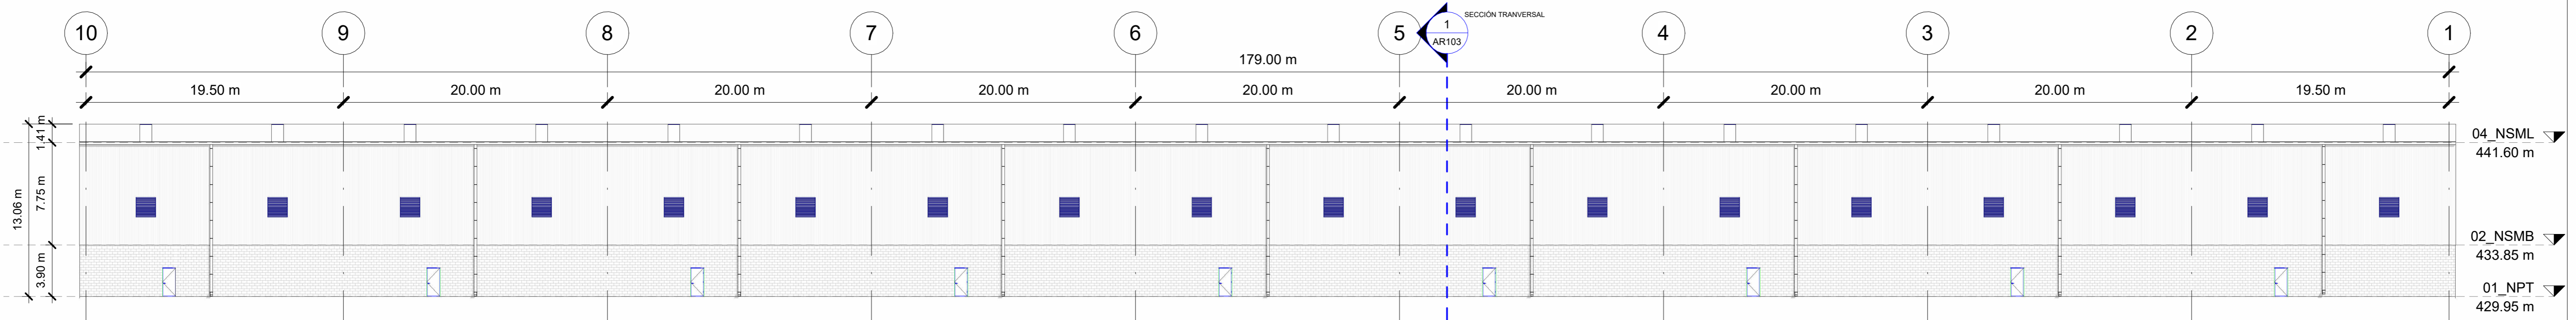 SECCIÓN TRANVERSAL
10
9
8
7
6
5
1
AR103
4
3
2
1
179.00 m
19.50 m
20.00 m
20.00 m
20.00 m
20.00 m
20.00 m
20.00 m
20.00 m
19.50 m
1.41 m
7.75 m
13.06 m
3.90 m
04_NSML
441.60 m
02_NSMB
433.85 m
01_NPT
429.95 m